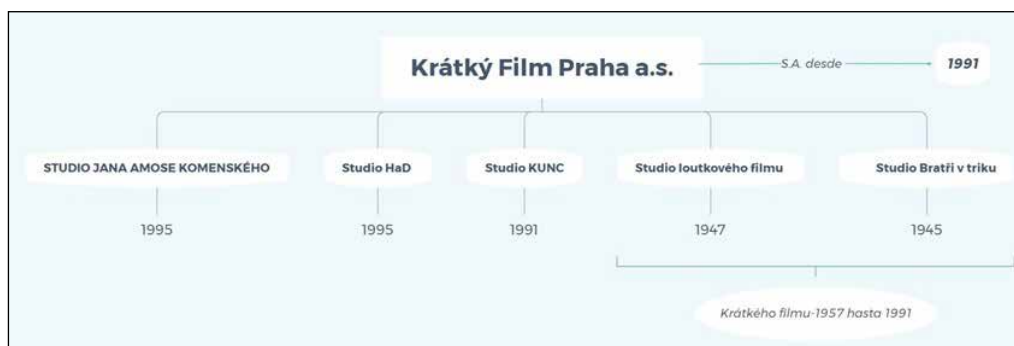 Krátký Film Praha a.s.
S.A. desde
1991
STUDIO JANA AMOSE KOMENSKÉHO
Studio HaD
Studio KUNC
Studio loutkového filmu
Studio Bratři v triku
1995
1995
1991
1947
1945
Krátkého filmu-1957 hasta 1991